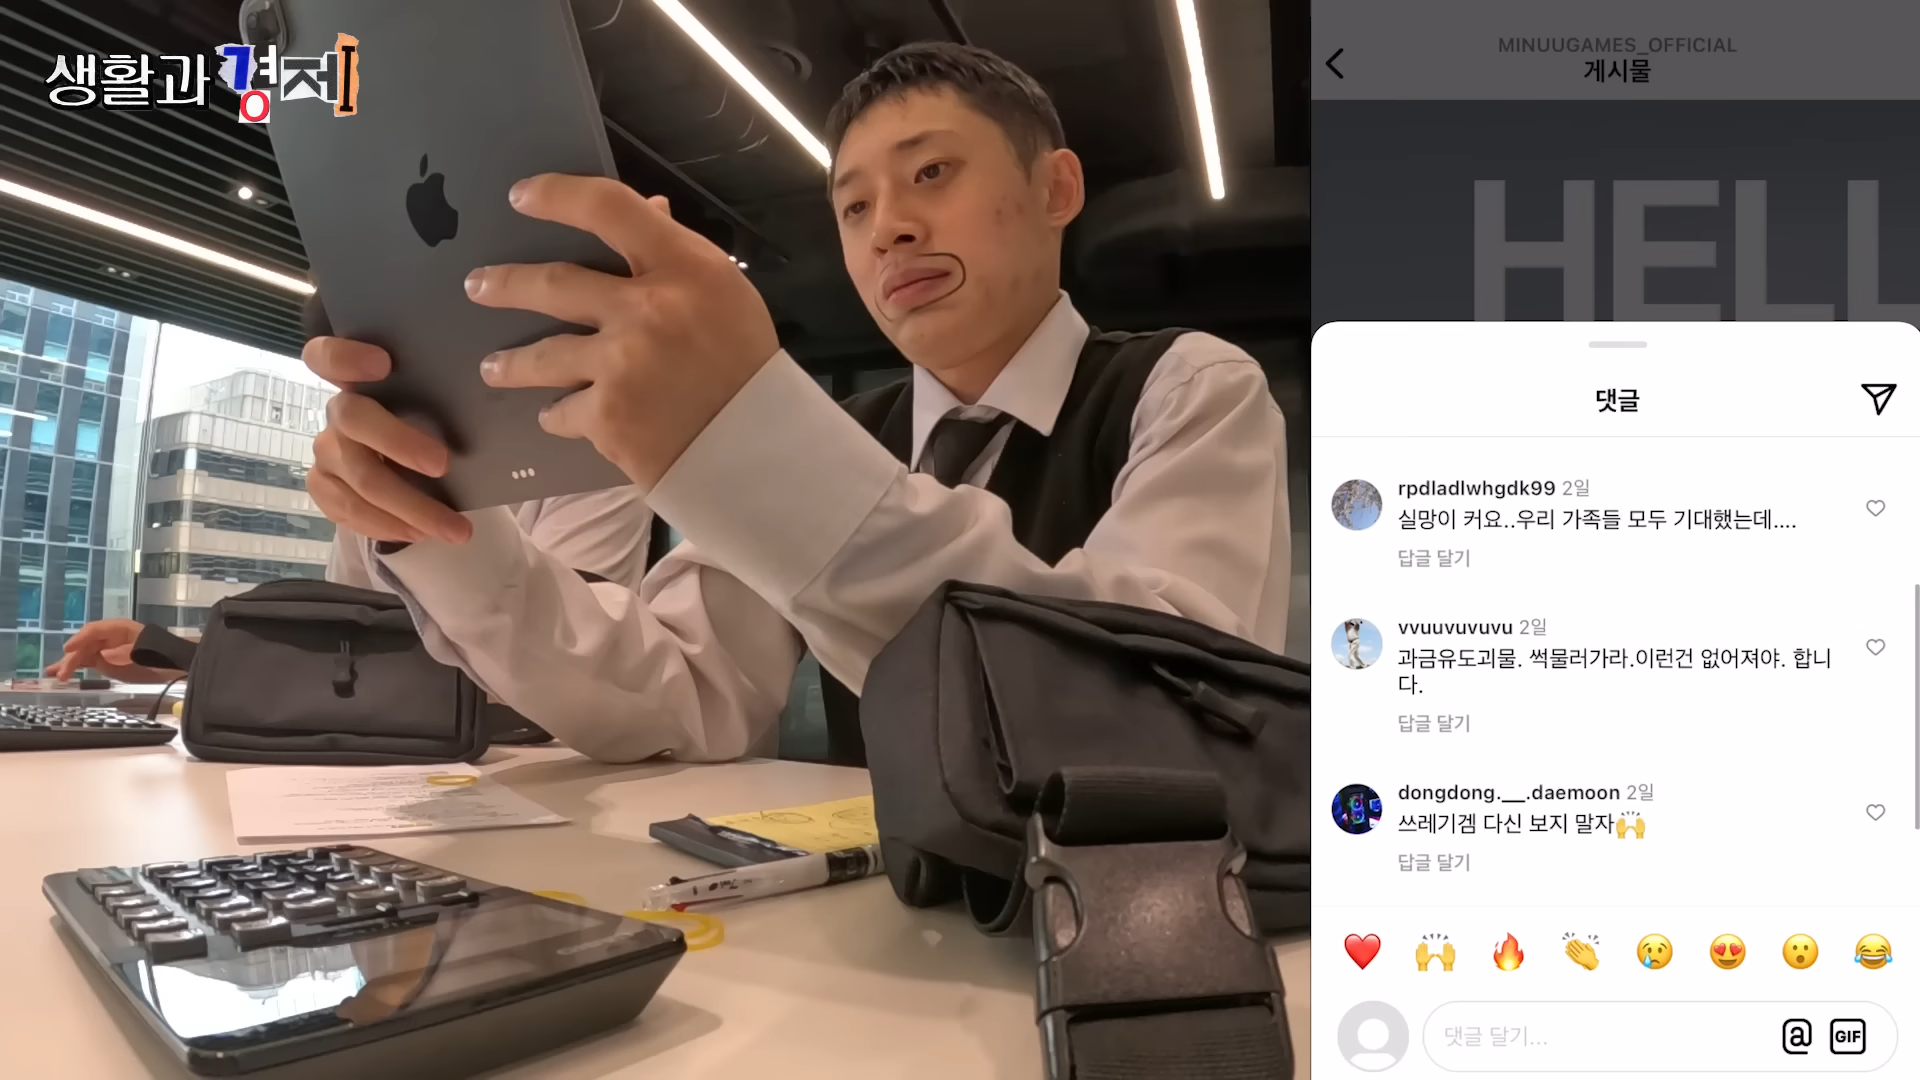 생활과 경제
MINUUGAMES_OFFICIAL
게시물
HELL
댓글
rpdladlwhgdk99 2일
실망이 커요..우리 가족들 모두 기대했는데....
답글 달기
vvuuvuvuvu 2일
과금유도괴물. 썩물러가라.이런건 없어져야. 합니
다.
답글 달기
dongdong.__.daemoon 2일
쓰레기겜 다신 보지 말자🙌
답글 달기
댓글 달기...
@
GIF